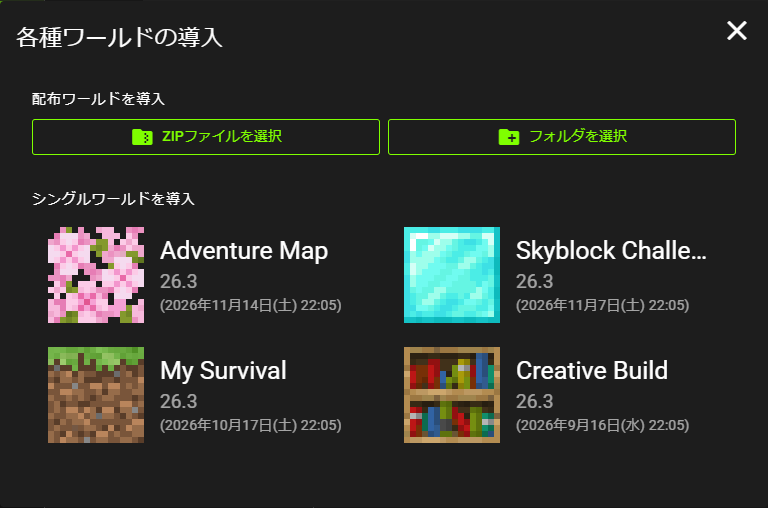 各種ワールドの導入
配布ワールドを導入
ZIPファイルを選択
フォルダを選択
シングルワールドを導入
Adventure Map
26.3
(2026年11月14日(土) 22:05)
Skyblock Challe...
26.3
(2026年11月7日(土) 22:05)
My Survival
26.3
(2026年10月17日(土) 22:05)
Creative Build
26.3
(2026年9月16日(水) 22:05)